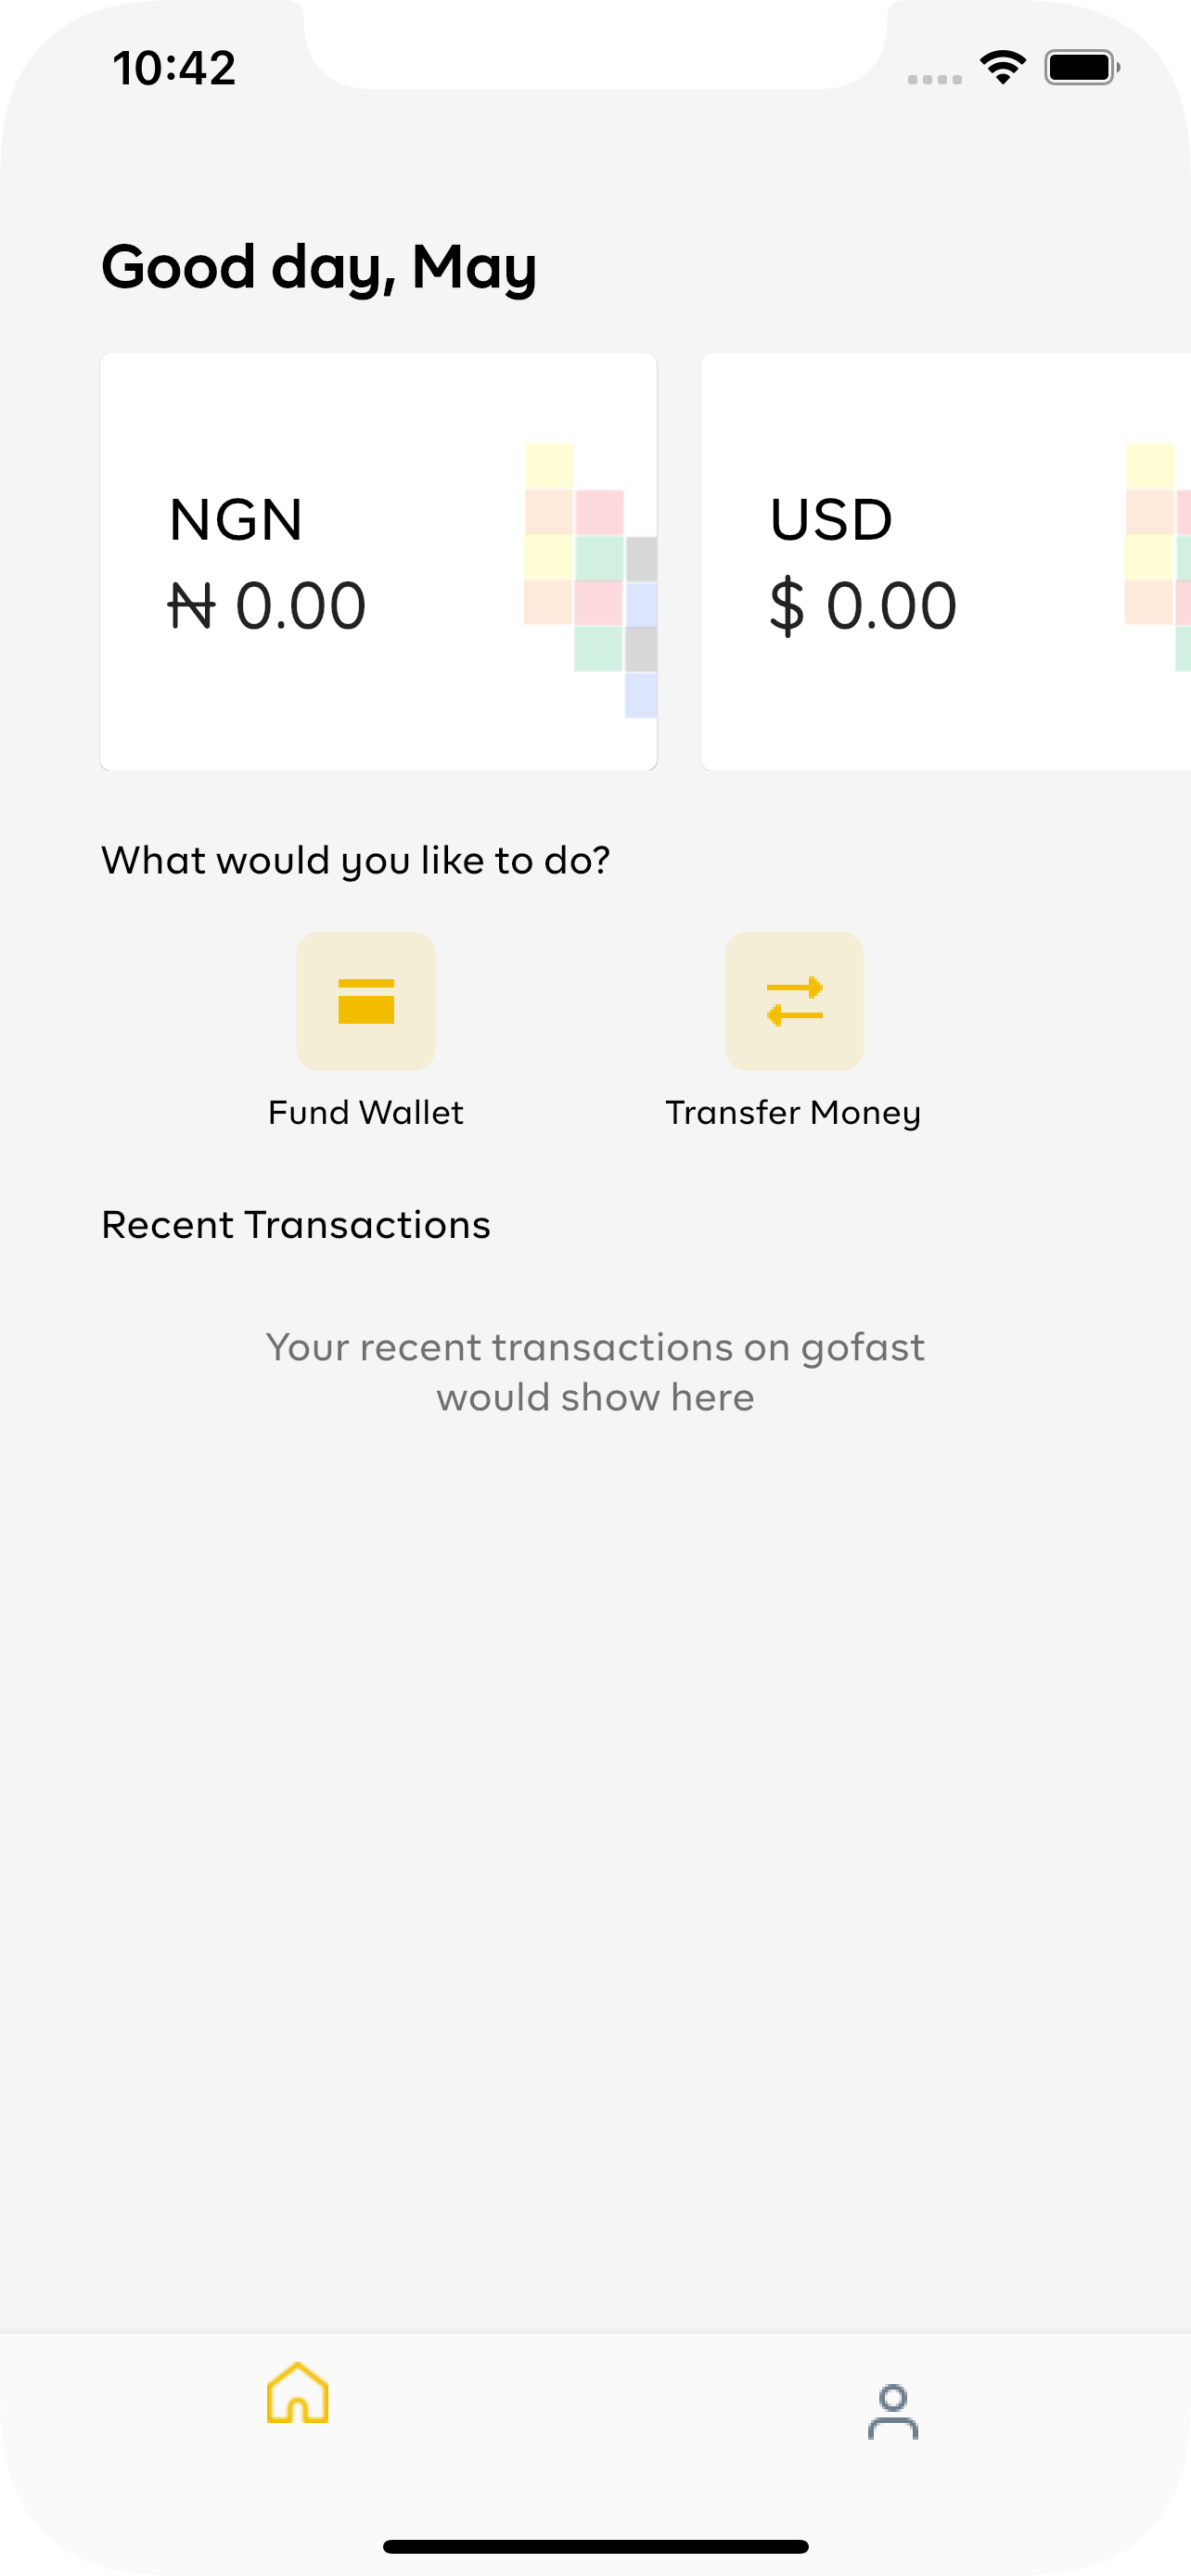 10:42
Good day, May
NGN
₦ 0.00
USD
$ 0.00
What would you like to do?
Fund Wallet
Transfer Money
Recent Transactions
Your recent transactions on gofast
would show here